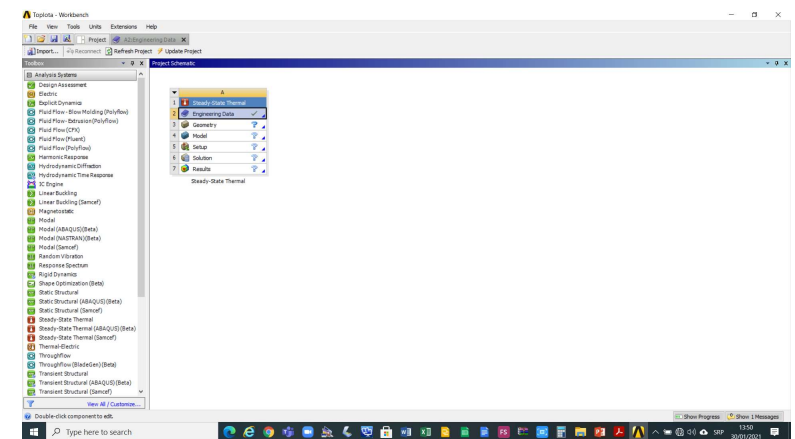 Toplota - Workbench
File View Tools Units Extensions Help
Project A2:Engineering Data
Import... Reconnect Refresh Project Update Project
Toolbox
Project Schematic
Analysis Systems
Design Assessment
Electric
Explicit Dynamics
Fluid Flow - Blow Molding (Polyflow)
Fluid Flow - Extrusion (Polyflow)
Fluid Flow (CFX)
Fluid Flow (Fluent)
Fluid Flow (Polyflow)
Harmonic Response
Hydrodynamic Diffraction
Hydrodynamic Time Response
IC Engine
Linear Buckling
Linear Buckling (Samcef)
Magnetostatic
Modal
Modal (ABAQUS) (Beta)
Modal (NASTRAN) (Beta)
Modal (Samcef)
Random Vibration
Response Spectrum
Rigid Dynamics
Shape Optimization (Beta)
Static Structural
Static Structural (ABAQUS) (Beta)
Static Structural (Samcef)
Steady-State Thermal
Steady-State Thermal (ABAQUS) (Beta)
Steady-State Thermal (Samcef)
Thermal-Electric
Throughflow
Throughflow (BladeGen) (Beta)
Transient Structural
Transient Structural (ABAQUS) (Beta)
Transient Structural (Samcef)
View All / Customize...
A
1 Steady-State Thermal
2 Engineering Data
3 Geometry ?
4 Model ?
5 Setup ?
6 Solution ?
7 Results ?
Steady-State Thermal
Double-click component to edit.
Show Progress Show 1 Messages
Type here to search
SRP
13:50
30/01/2021